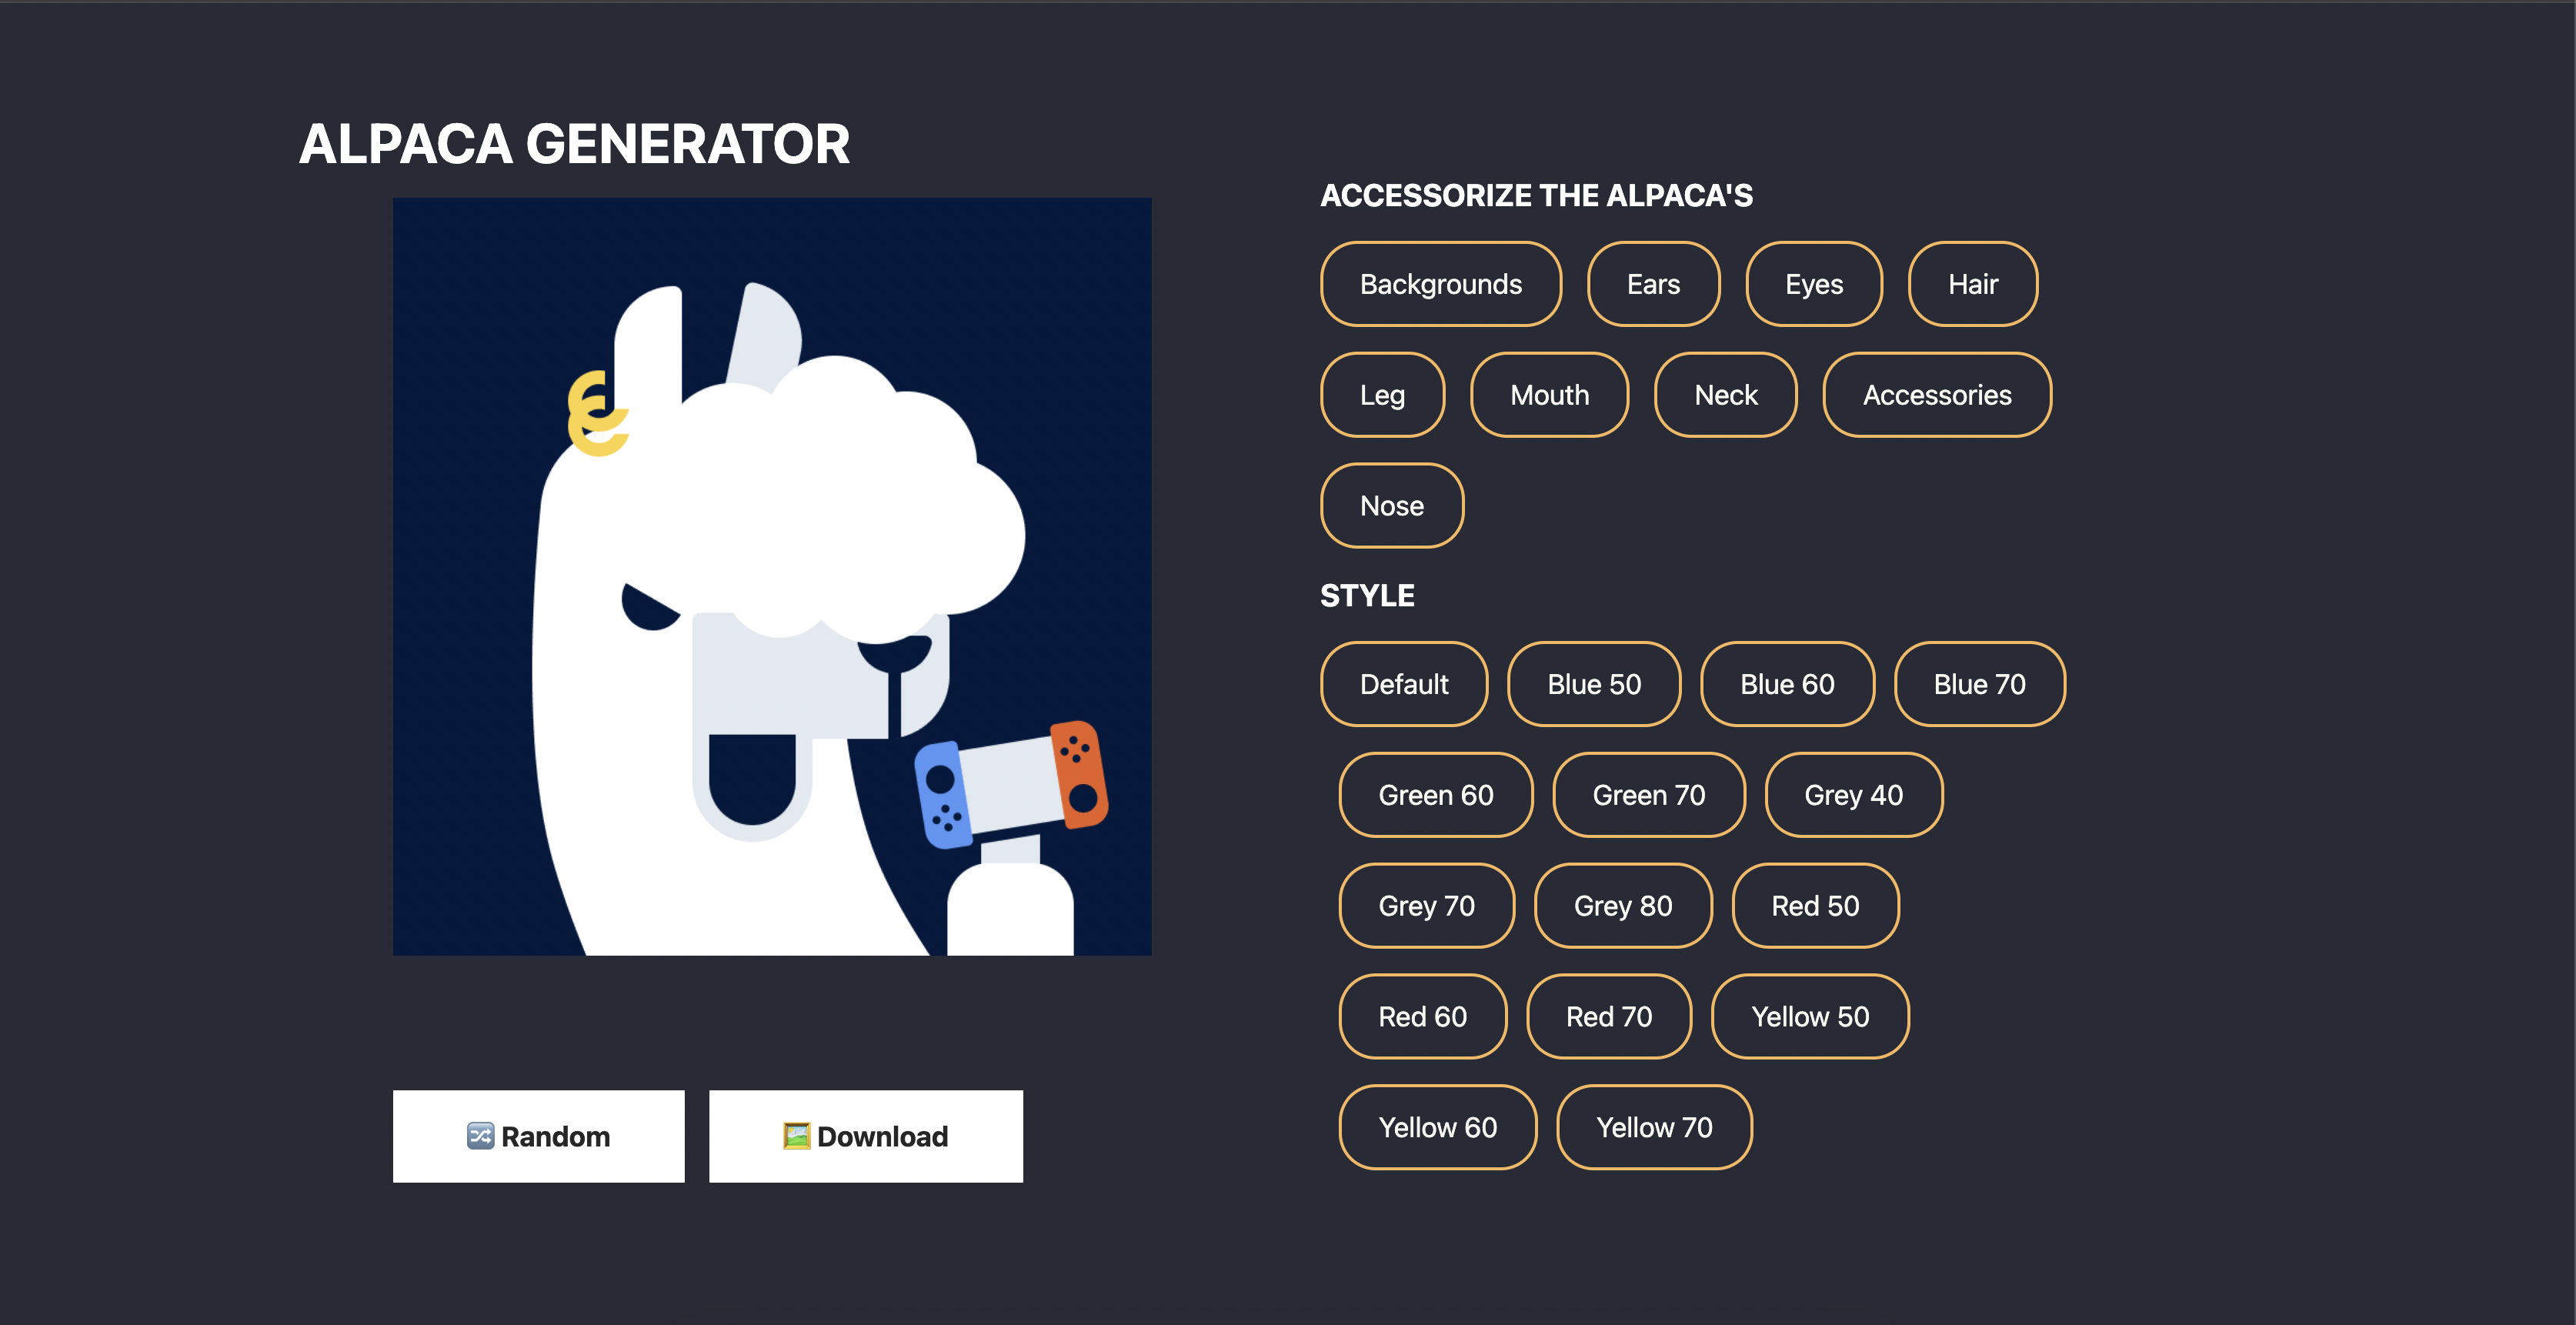 ALPACA GENERATOR
ACCESSORIZE THE ALPACA'S
Backgrounds Ears Eyes Hair
Leg Mouth Neck Accessories
Nose
STYLE
Default Blue 50 Blue 60 Blue 70
Green 60 Green 70 Grey 40
Grey 70 Grey 80 Red 50
Red 60 Red 70 Yellow 50
Yellow 60 Yellow 70
Random Download